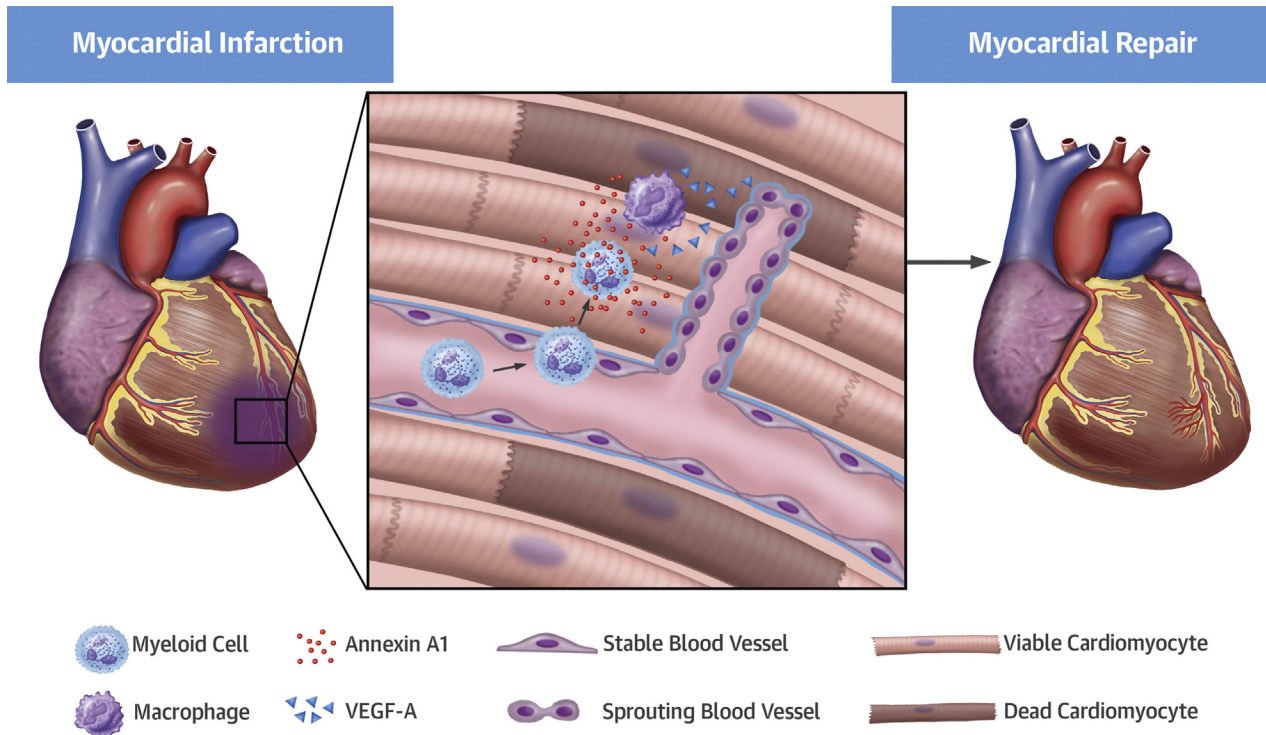 Myocardial Infarction
Myocardial Repair
Myeloid Cell
Annexin A1
Stable Blood Vessel
Viable Cardiomyocyte
Macrophage
VEGF-A
Sprouting Blood Vessel
Dead Cardiomyocyte